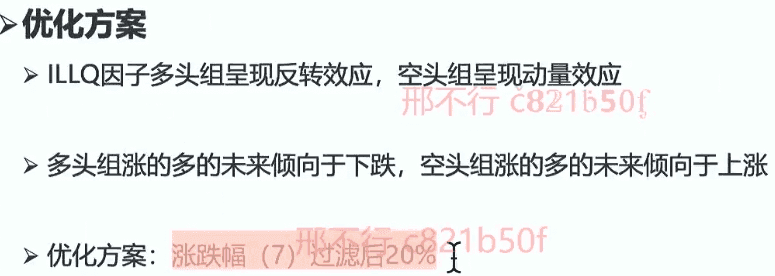 ➤优化方案
➤ ILLQ因子多头组呈现反转效应，空头组呈现动量效应
邢不行 c821b50f
➤ 多头组涨的多的未来倾向于下跌，空头组涨的多的未来倾向于上涨
➤ 优化方案：涨跌幅（7）过滤后20%
邢不行 c821b50f